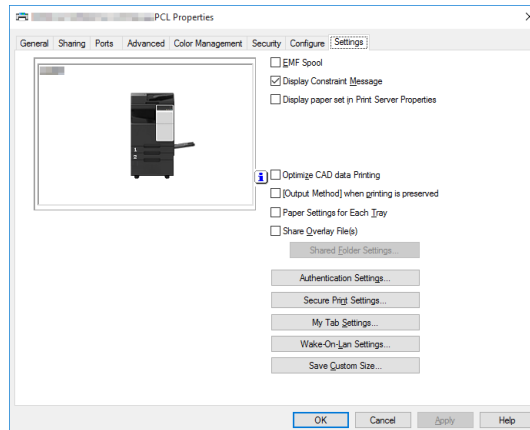 PCL Properties
General Sharing Ports Advanced Color Management Security Configure Settings
EMF Spool
Display Constraint Message
Display paper set in Print Server Properties
1
2
Optimize CAD data Printing
[Output Method] when printing is preserved
Paper Settings for Each Tray
Share Overlay File(s)
Shared Folder Settings...
Authentication Settings...
Secure Print Settings...
My Tab Settings...
Wake-On-Lan Settings...
Save Custom Size...
OK Cancel Apply Help